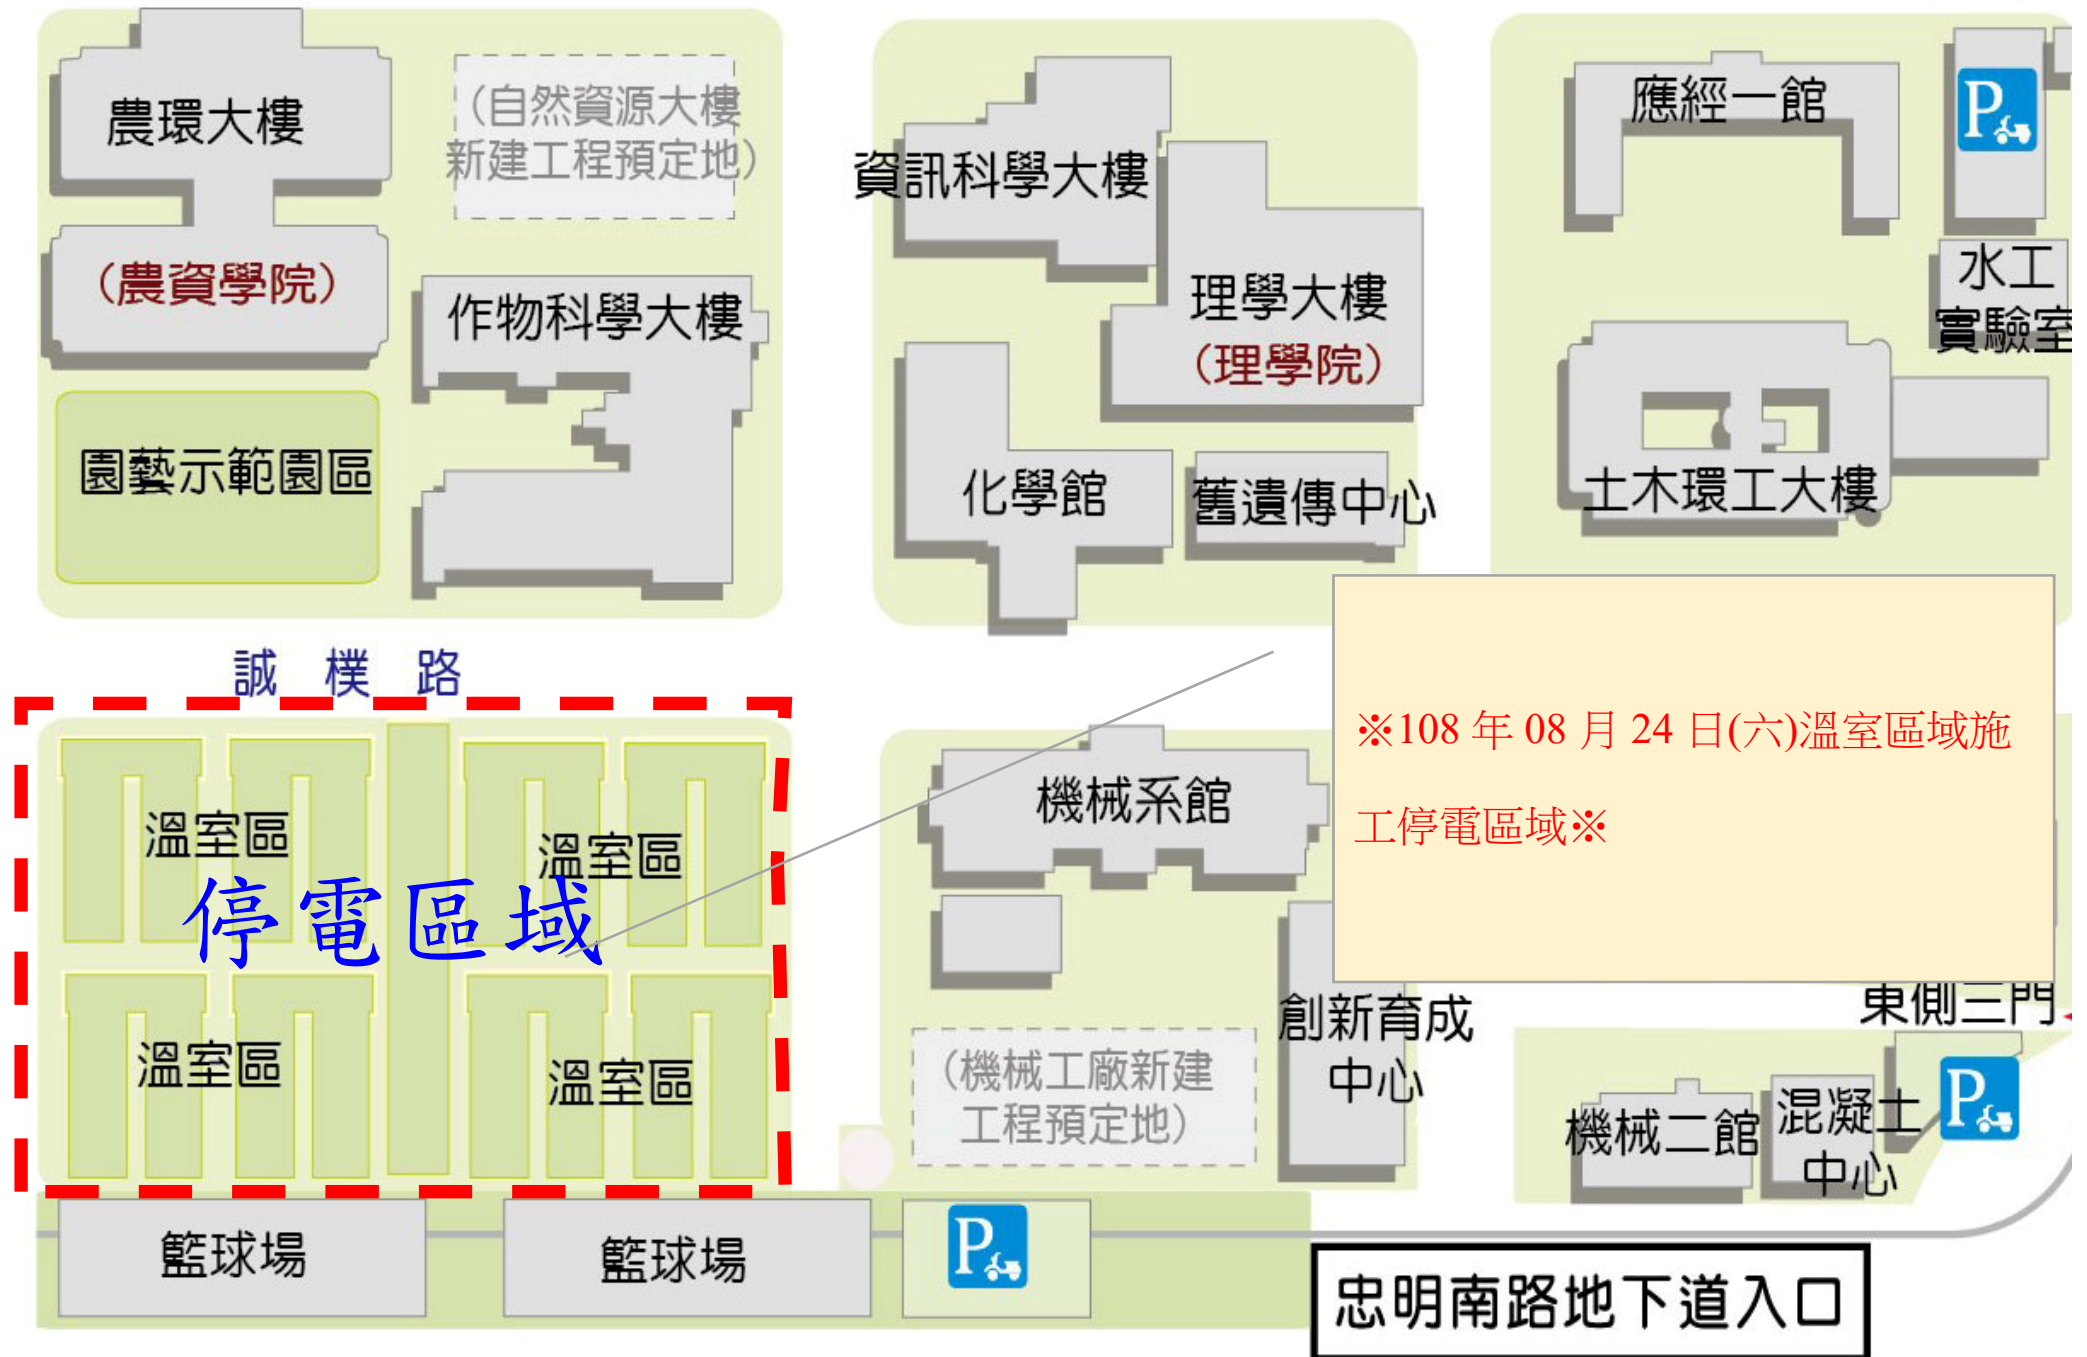 農環大樓
(農資學院)
(自然資源大樓
新建工程預定地)
作物科學大樓
園藝示範園區
資訊科學大樓
理學大樓
(理學院)
化學館
舊遺傳中心
應經一館
P
水工
實驗室
土木環工大樓
誠樸路
溫室區
溫室區
停電區域
溫室區
溫室區
機械系館
※108 年 08 月 24 日(六)溫室區域施
工停電區域※
創新育成
中心
(機械工廠新建
工程預定地)
東側三門
機械二館
混凝土
中心
P
籃球場
籃球場
P
忠明南路地下道入口